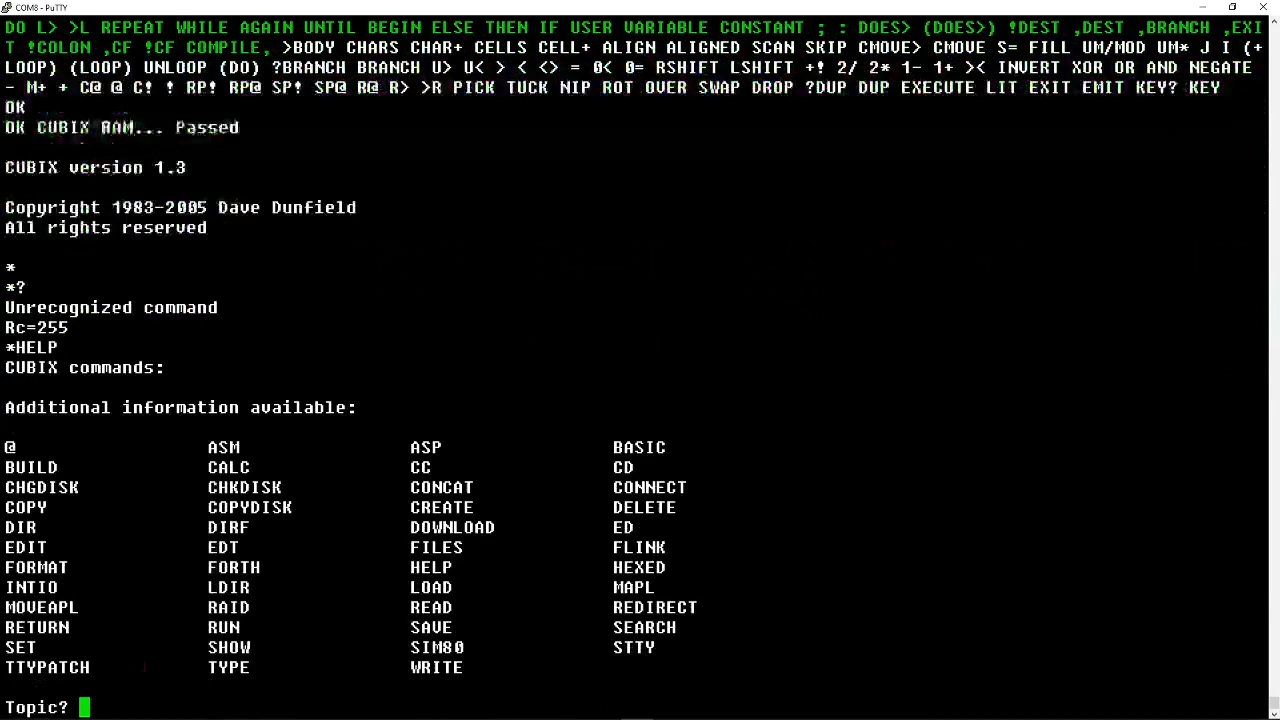 COM8 - PuTTY
DO L> >L REPEAT WHILE AGAIN UNTIL BEGIN ELSE THEN IF USER VARIABLE CONSTANT ; : DOES> (DOES>) !DEST ,DEST ,BRANCH ,EXI
T !COLON ,CF !CF COMPILE, >BODY CHARS CHAR+ CELLS CELL+ ALIGN ALIGNED SCAN SKIP CMOVE> CMOVE S= FILL UM/MOD UM* J I (+
LOOP) (LOOP) UNLOOP (DO) ?BRANCH BRANCH U> U< > < <> = 0< 0= RSHIFT LSHIFT +! 2/ 2* 1- 1+ >< INVERT XOR OR AND NEGATE
- M+ + C@ @ C! ! RP! RP@ SP! SP@ R@ R> >R PICK TUCK NIP ROT OVER SWAP DROP ?DUP DUP EXECUTE LIT EXIT EMIT KEY? KEY
OK
OK CUBIX RAM... Passed
CUBIX version 1.3
Copyright 1983-2005 Dave Dunfield
All rights reserved
*
*?
Unrecognized command
Rc=255
*HELP
CUBIX commands:
Additional information available:
@ ASM ASP BASIC
BUILD CALC CC CD
CHGDISK CHKDISK CONCAT CONNECT
COPY COPYDISK CREATE DELETE
DIR DIRF DOWNLOAD ED
EDIT EDT FILES FLINK
FORMAT FORTH HELP HEXED
INTIO LDIR LOAD MAPL
MOVEAPL RAID READ REDIRECT
RETURN RUN SAVE SEARCH
SET SHOW SIM80 STTY
TTYPATCH TYPE WRITE
Topic?